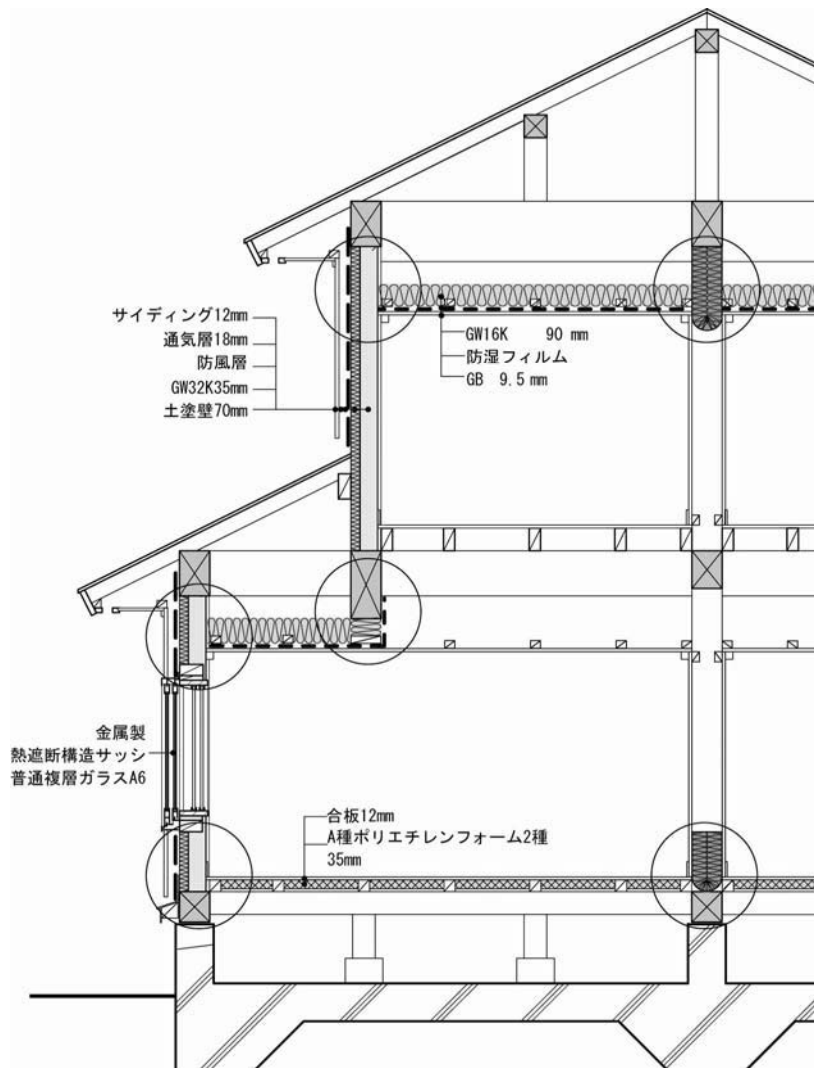 サイディング12mm
通気層18mm
防風層
GW32K35mm
土塗壁70mm
GW16K 90 mm
防湿フィルム
GB 9.5 mm
金属製
熱遮断構造サッシ
普通複層ガラスA6
合板12mm
A種ポリエチレンフォーム2種
35mm